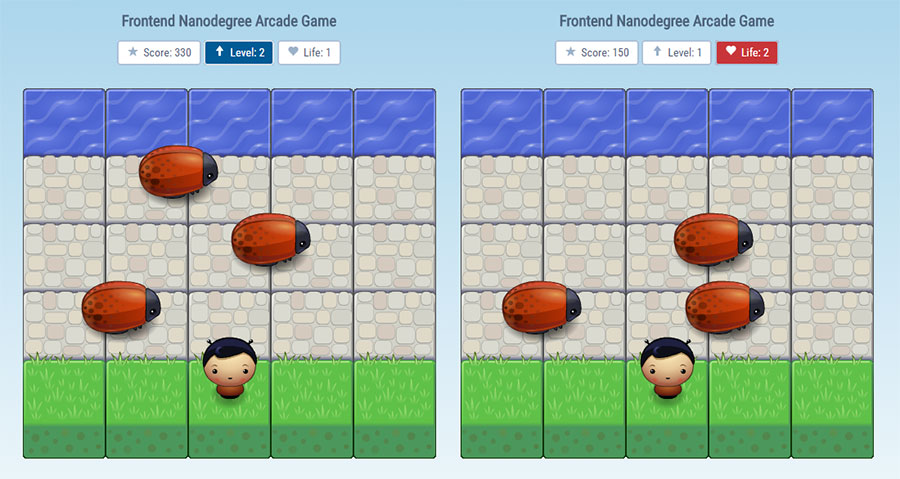 Frontend Nanodegree Arcade Game
Score: 330 Level: 2 Life: 1
Frontend Nanodegree Arcade Game
Score: 150 Level: 1 Life: 2